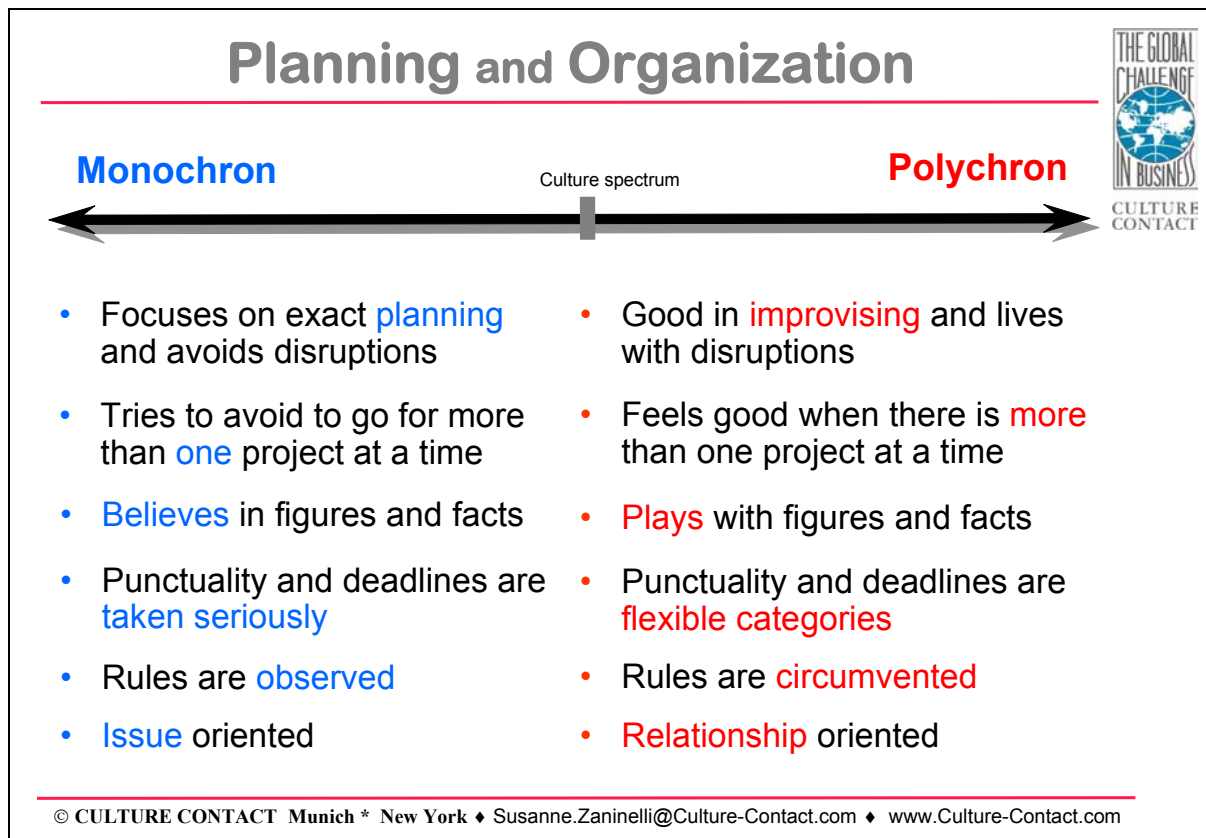 Planning and Organization
THE GLOBAL
CHALLENGE
IN BUSINESS
CULTURE
CONTACT
Monochron
Culture spectrum
Polychron
• Focuses on exact planning
and avoids disruptions
• Tries to avoid to go for more
than one project at a time
• Believes in figures and facts
• Punctuality and deadlines are
taken seriously
• Rules are observed
• Issue oriented
• Good in improvising and lives
with disruptions
• Feels good when there is more
than one project at a time
• Plays with figures and facts
• Punctuality and deadlines are
flexible categories
• Rules are circumvented
• Relationship oriented
© CULTURE CONTACT Munich * New York ♦ Susanne.Zaninelli@Culture-Contact.com ♦ www.Culture-Contact.com